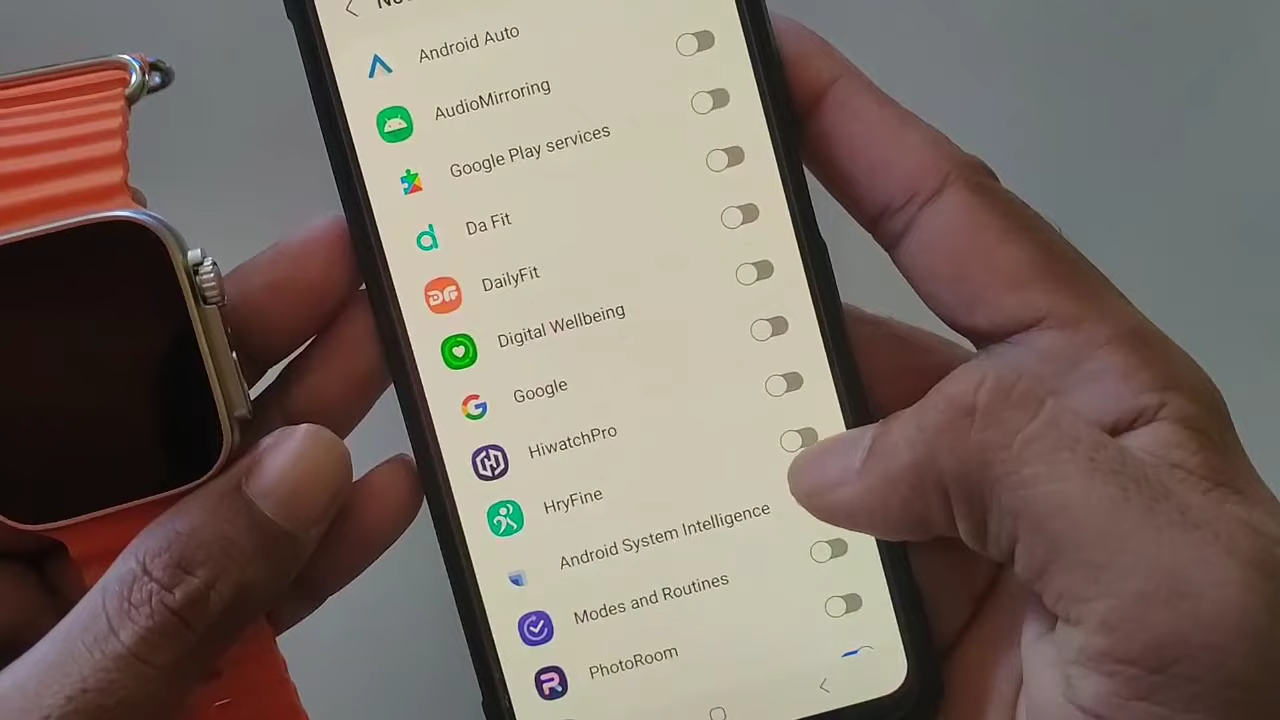 Android Auto
AudioMirroring
Google Play services
Da Fit
DailyFit
Digital Wellbeing
Google
HiwatchPro
HryFine
Android System Intelligence
Modes and Routines
PhotoRoom